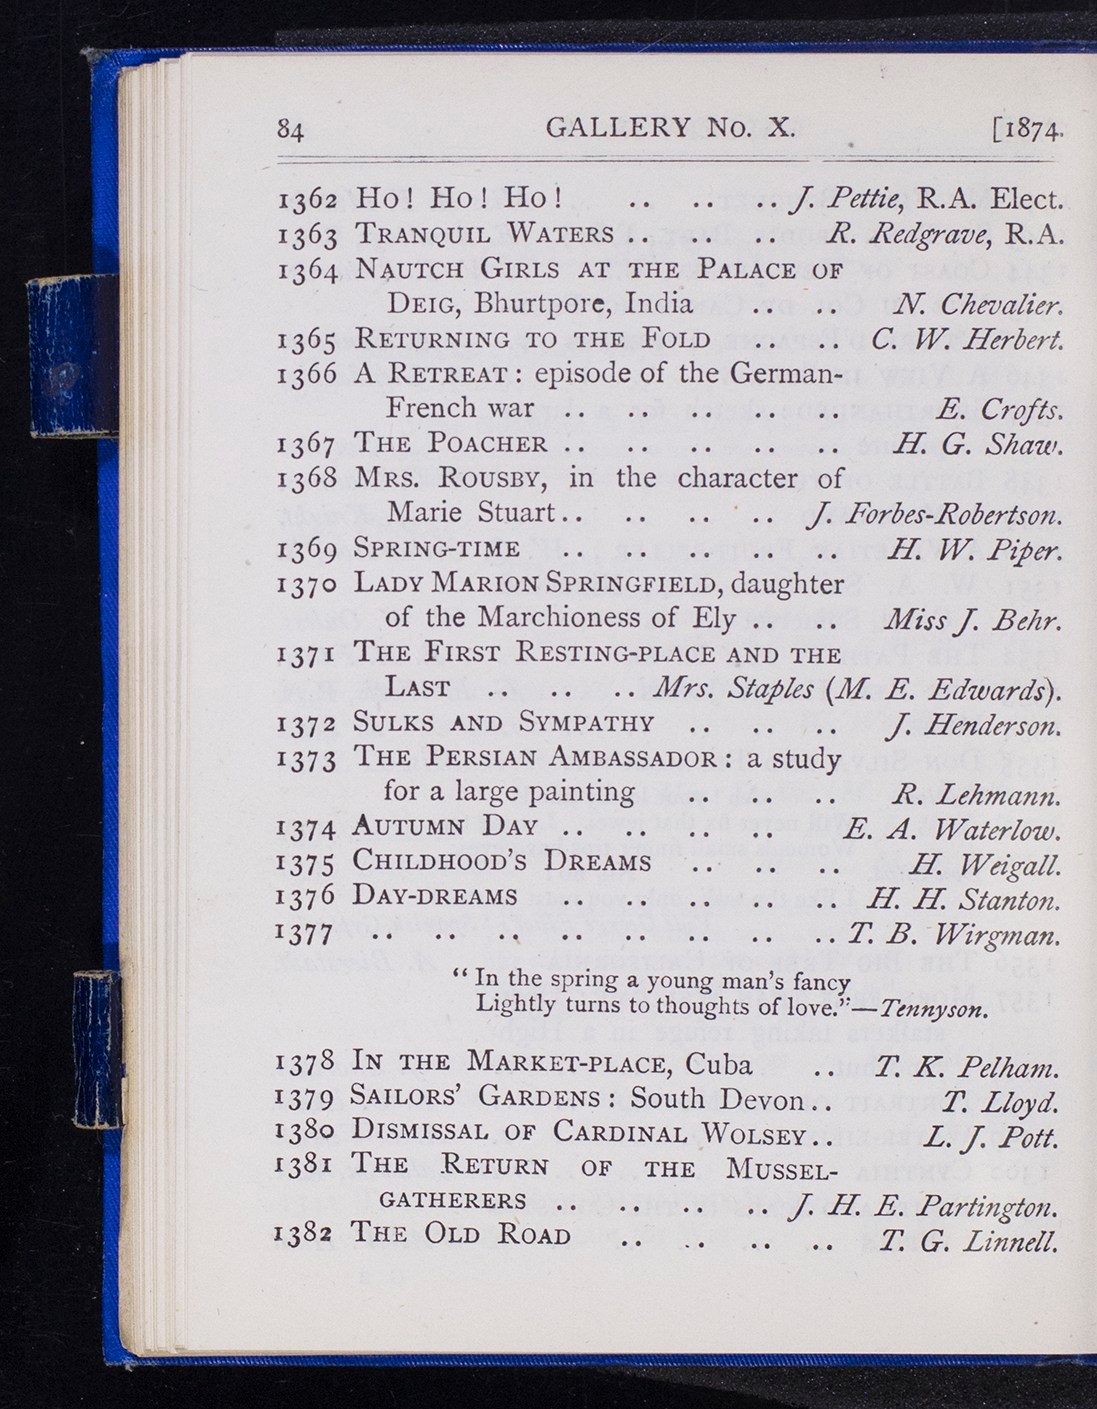 84 GALLERY No. X. [1874.
1362 Ho! Ho! Ho! .. .. .. J. Pettie, R.A. Elect.
1363 Tranquil Waters .. .. .. R. Redgrave, R.A.
1364 Nautch Girls at the Palace of
Deig, Bhurtpore, India .. .. N. Chevalier.
1365 Returning to the Fold .. .. C. W. Herbert.
1366 A Retreat: episode of the German-
French war .. .. .. .. .. E. Crofts.
1367 The Poacher .. .. .. .. .. H. G. Shaw.
1368 Mrs. Rousby, in the character of
Marie Stuart .. .. .. .. J. Forbes-Robertson.
1369 Spring-time .. .. .. .. .. H. W. Piper.
1370 Lady Marion Springfield, daughter
of the Marchioness of Ely .. .. Miss J. Behr.
1371 The First Resting-place and the
Last .. .. .. Mrs. Staples (M. E. Edwards).
1372 Sulks and Sympathy .. .. .. J. Henderson.
1373 The Persian Ambassador: a study
for a large painting .. .. .. R. Lehmann.
1374 Autumn Day .. .. .. .. E. A. Waterlow.
1375 Childhood's Dreams .. .. .. H. Weigall.
1376 Day-dreams .. .. .. .. .. H. H. Stanton.
1377 .. .. .. .. .. .. .. .. T. B. Wirgman.
“In the spring a young man's fancy
Lightly turns to thoughts of love.”—Tennyson.
1378 In the Market-place, Cuba .. T. K. Pelham.
1379 Sailors' Gardens: South Devon .. T. Lloyd.
1380 Dismissal of Cardinal Wolsey .. L. J. Pott.
1381 The Return of the Mussel-
gatherers .. .. .. .. J. H. E. Partington.
1382 The Old Road .. .. .. .. T. G. Linnell.